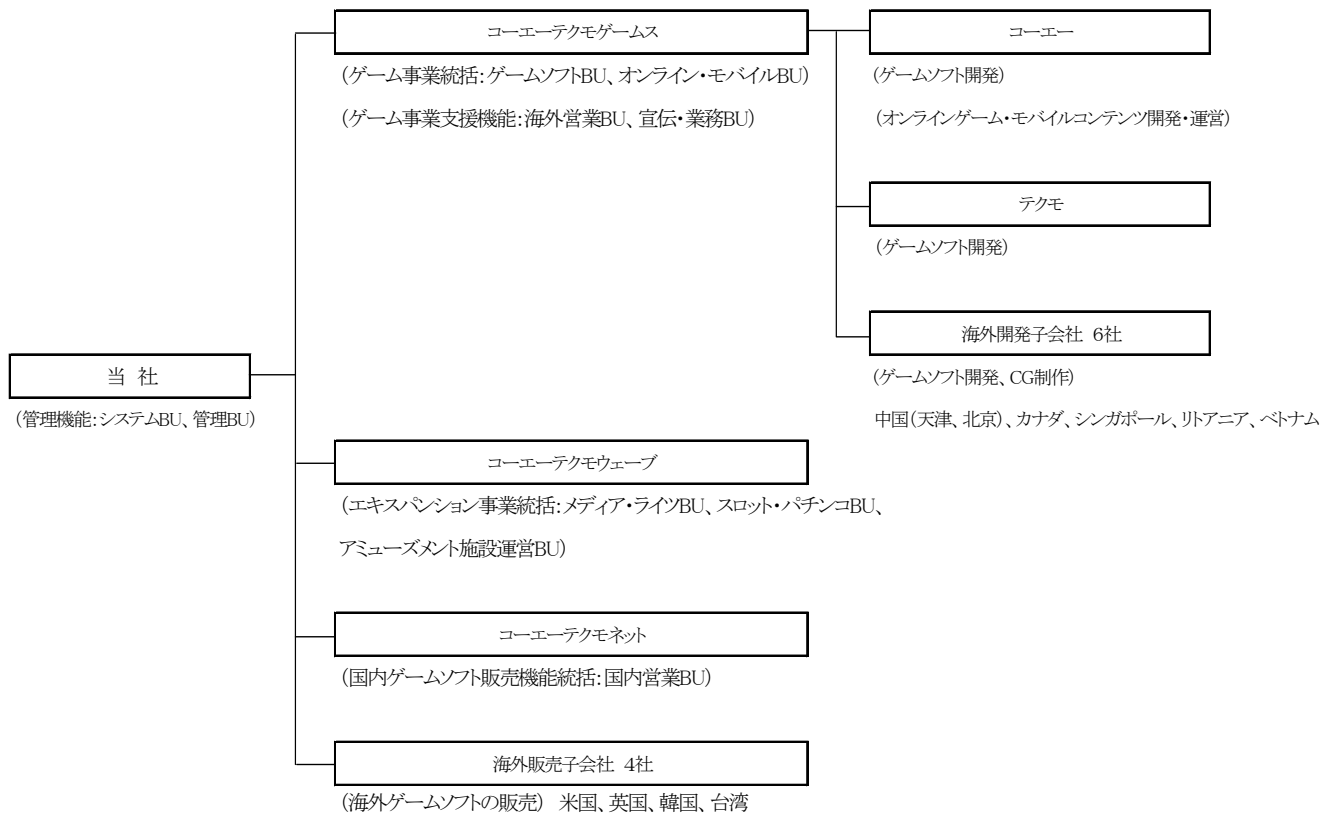 コーエーテクモゲームス
(ゲーム事業統括:ゲームソフトBU、オンライン・モバイルBU)
(ゲーム事業支援機能:海外営業BU、宣伝・業務BU)
コーエー
(ゲームソフト開発)
(オンラインゲーム・モバイルコンテンツ開発・運営)
テクモ
(ゲームソフト開発)
海外開発子会社 6社
(ゲームソフト開発、CG制作)
中国(天津、北京)、カナダ、シンガポール、リトアニア、ベトナム
当 社
(管理機能:システムBU、管理BU)
コーエーテクモウェーブ
(エキスパンション事業統括:メディア・ライツBU、スロット・パチンコBU、
アミューズメント施設運営BU)
コーエーテクモネット
(国内ゲームソフト販売機能統括:国内営業BU)
海外販売子会社 4社
(海外ゲームソフトの販売) 米国、英国、韓国、台湾